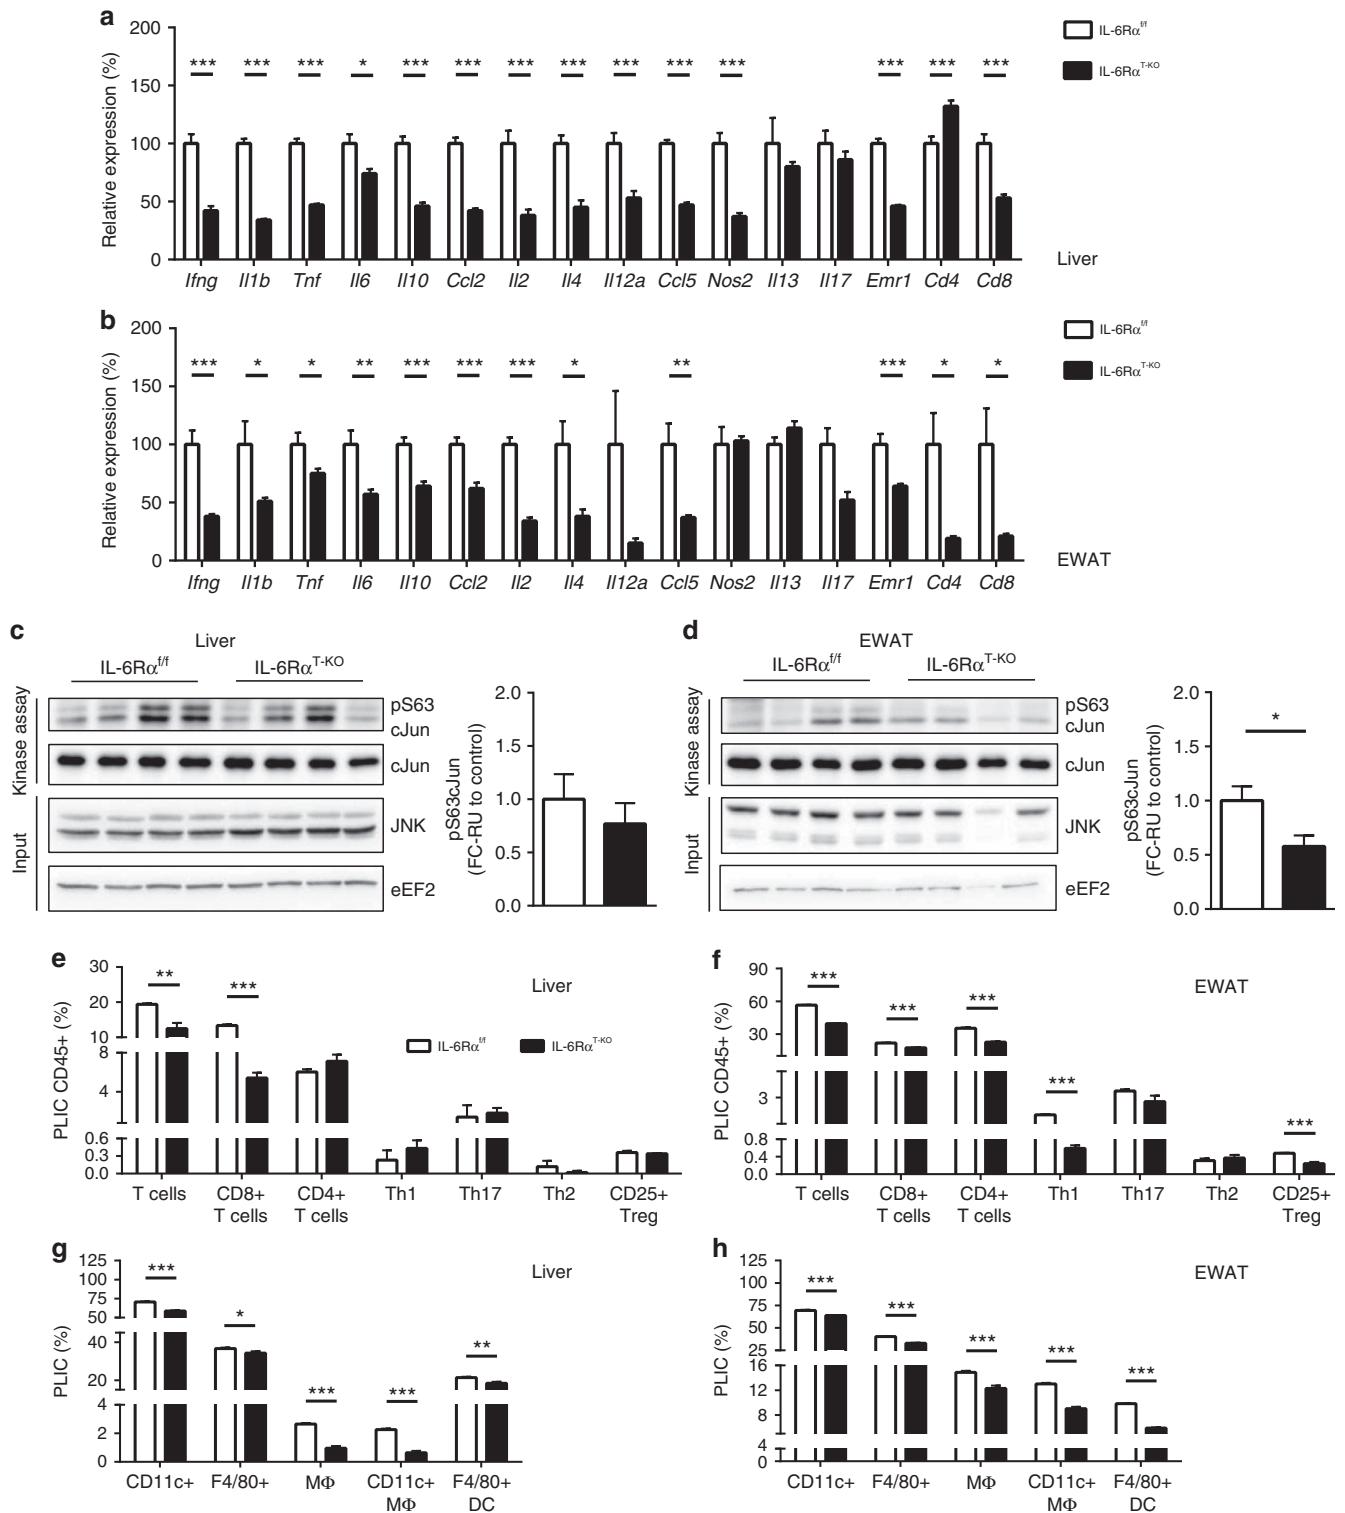 a
200
150
100
50
0
Relative expression (%)
*** *** *** * *** *** *** *** *** *** *** *** *** ***
Ifng Il1b Tnf Il6 Il10 Ccl2 Il2 Il4 Il12a Ccl5 Nos2 Il13 Il17 Emr1 Cd4 Cd8
IL-6Rαf/f
IL-6RαT-KO
Liver
b
200
150
100
50
0
Relative expression (%)
*** * * ** *** *** *** * ** *** * *
Ifng Il1b Tnf Il6 Il10 Ccl2 Il2 Il4 Il12a Ccl5 Nos2 Il13 Il17 Emr1 Cd4 Cd8
IL-6Rαf/f
IL-6RαT-KO
EWAT
c
Liver
IL-6Rαf/f IL-6RαT-KO
Kinase assay
Input
pS63
cJun
cJun
JNK
eEF2
pS63cJun
(FC-RU to control)
2.0
1.5
1.0
0.5
0.0
d
EWAT
IL-6Rαf/f IL-6RαT-KO
Kinase assay
Input
pS63
cJun
cJun
JNK
eEF2
pS63cJun
(FC-RU to control)
2.0
1.5
1.0
0.5
0.0
*
e
Liver
PLIC CD45+ (%)
30
20
10
8
4
0.6
0.3
0.0
** ***
IL-6Rαf/f IL-6RαT-KO
T cells CD8+ CD4+ Th1 Th17 Th2 CD25+
T cells T cells Treg
f
EWAT
PLIC CD45+ (%)
90
60
30
3
0.8
0.4
0.0
*** *** *** *** ***
T cells CD8+ CD4+ Th1 Th17 Th2 CD25+
T cells T cells Treg
g
Liver
PLIC (%)
125
100
75
50
40
20
4
2
0
*** * *** *** **
CD11c+ F4/80+ MΦ CD11c+ F4/80+
MΦ DC
h
EWAT
PLIC (%)
125
100
75
50
25
16
12
8
4
0
*** *** *** *** ***
CD11c+ F4/80+ MΦ CD11c+ F4/80+
MΦ DC